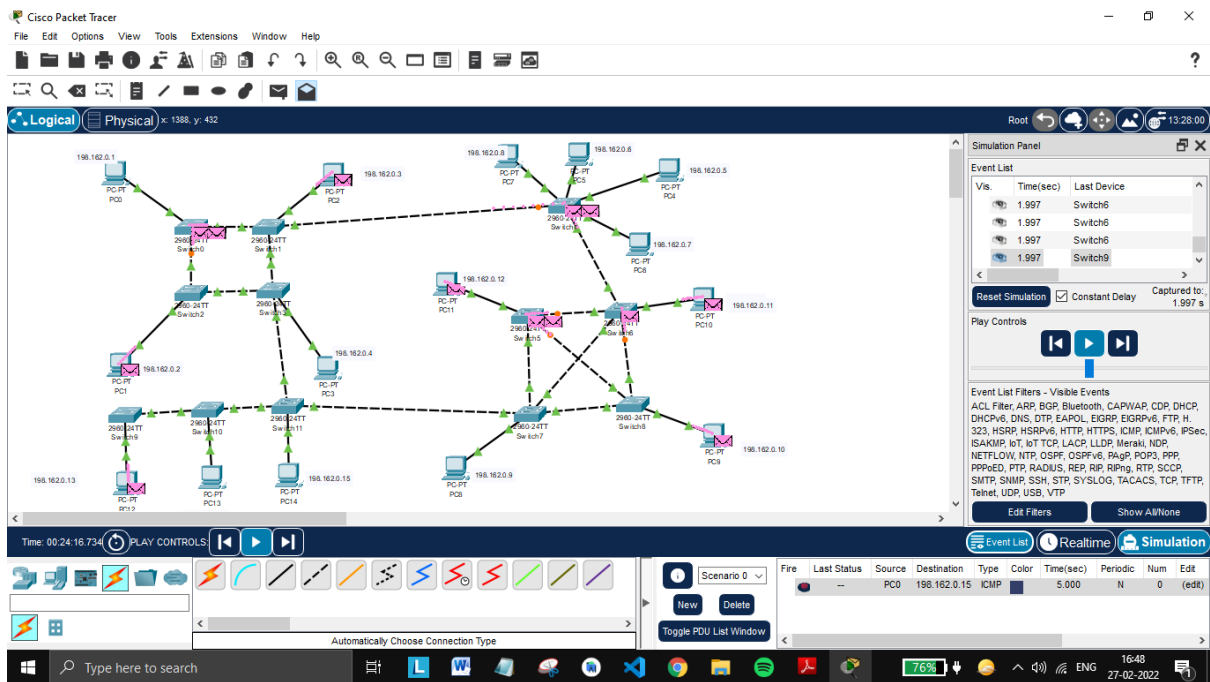 Cisco Packet Tracer
File Edit Options View Tools Extensions Window Help
?
Logical Physical x: 1388, y: 432 Root 13:28:00
198.162.0.1
PC-PT
PC0
198.162.0.3
PC-PT
PC2
198.162.0.8
PC-PT
PC7
198.162.0.6
PC-PT
PC5
198.162.0.5
PC-PT
PC4
198.162.0.7
PC-PT
PC6
2960-24TT
Switch0
2960-24TT
Switch1
2960-24TT
2960-24TT
Switch2
2960-24TT
198.162.0.12
PC-PT
PC11
2960-24TT
Switch5
2960-24TT
Switch6
PC-PT
PC10
198.162.0.11
198.162.0.2
PC-PT
PC1
198.162.0.4
PC-PT
PC3
2960-24TT
Switch9
2960-24TT
Switch10
2960-24TT
Switch11
2960-24TT
Switch7
2960-24TT
Switch8
PC-PT
PC9
198.162.0.10
198.162.0.13
PC-PT
PC12
PC-PT
PC13
PC-PT
PC14
198.162.0.15
PC-PT
PC8
198.162.0.9
Simulation Panel
Event List
Vis. Time(sec) Last Device
1.997 Switch6
1.997 Switch6
1.997 Switch6
1.997 Switch9
Reset Simulation Constant Delay Captured to:
1.997 s
Play Controls
Event List Filters - Visible Events
ACL Filter, ARP, BGP, Bluetooth, CAPWAP, CDP, DHCP,
DHCPv6, DNS, DTP, EAPOL, EIGRP, EIGRPv6, FTP, H.
323, HSRP, HSRPv6, HTTP, HTTPS, ICMP, ICMPv6, IPSec,
ISAKMP, IoT, IoT TCP, LACP, LLDP, Meraki, NDP,
NETFLOW, NTP, OSPF, OSPFv6, PAgP, POP3, PPP,
PPPoED, PTP, RADIUS, REP, RIP, RIPng, RTP, SCCP,
SMTP, SNMP, SSH, STP, SYSLOG, TACACS, TCP, TFTP,
Telnet, UDP, USB, VTP
Edit Filters Show All/None
Time: 00:24:16.734 PLAY CONTROLS: Event List Realtime Simulation
Scenario 0
New Delete
Toggle PDU List Window
Fire Last Status Source Destination Type Color Time(sec) Periodic Num Edit
-- PC0 198.162.0.15 ICMP 5.000 N 0 (edit)
Automatically Choose Connection Type
Type here to search L W 76% ENG 16:48
27-02-2022 1